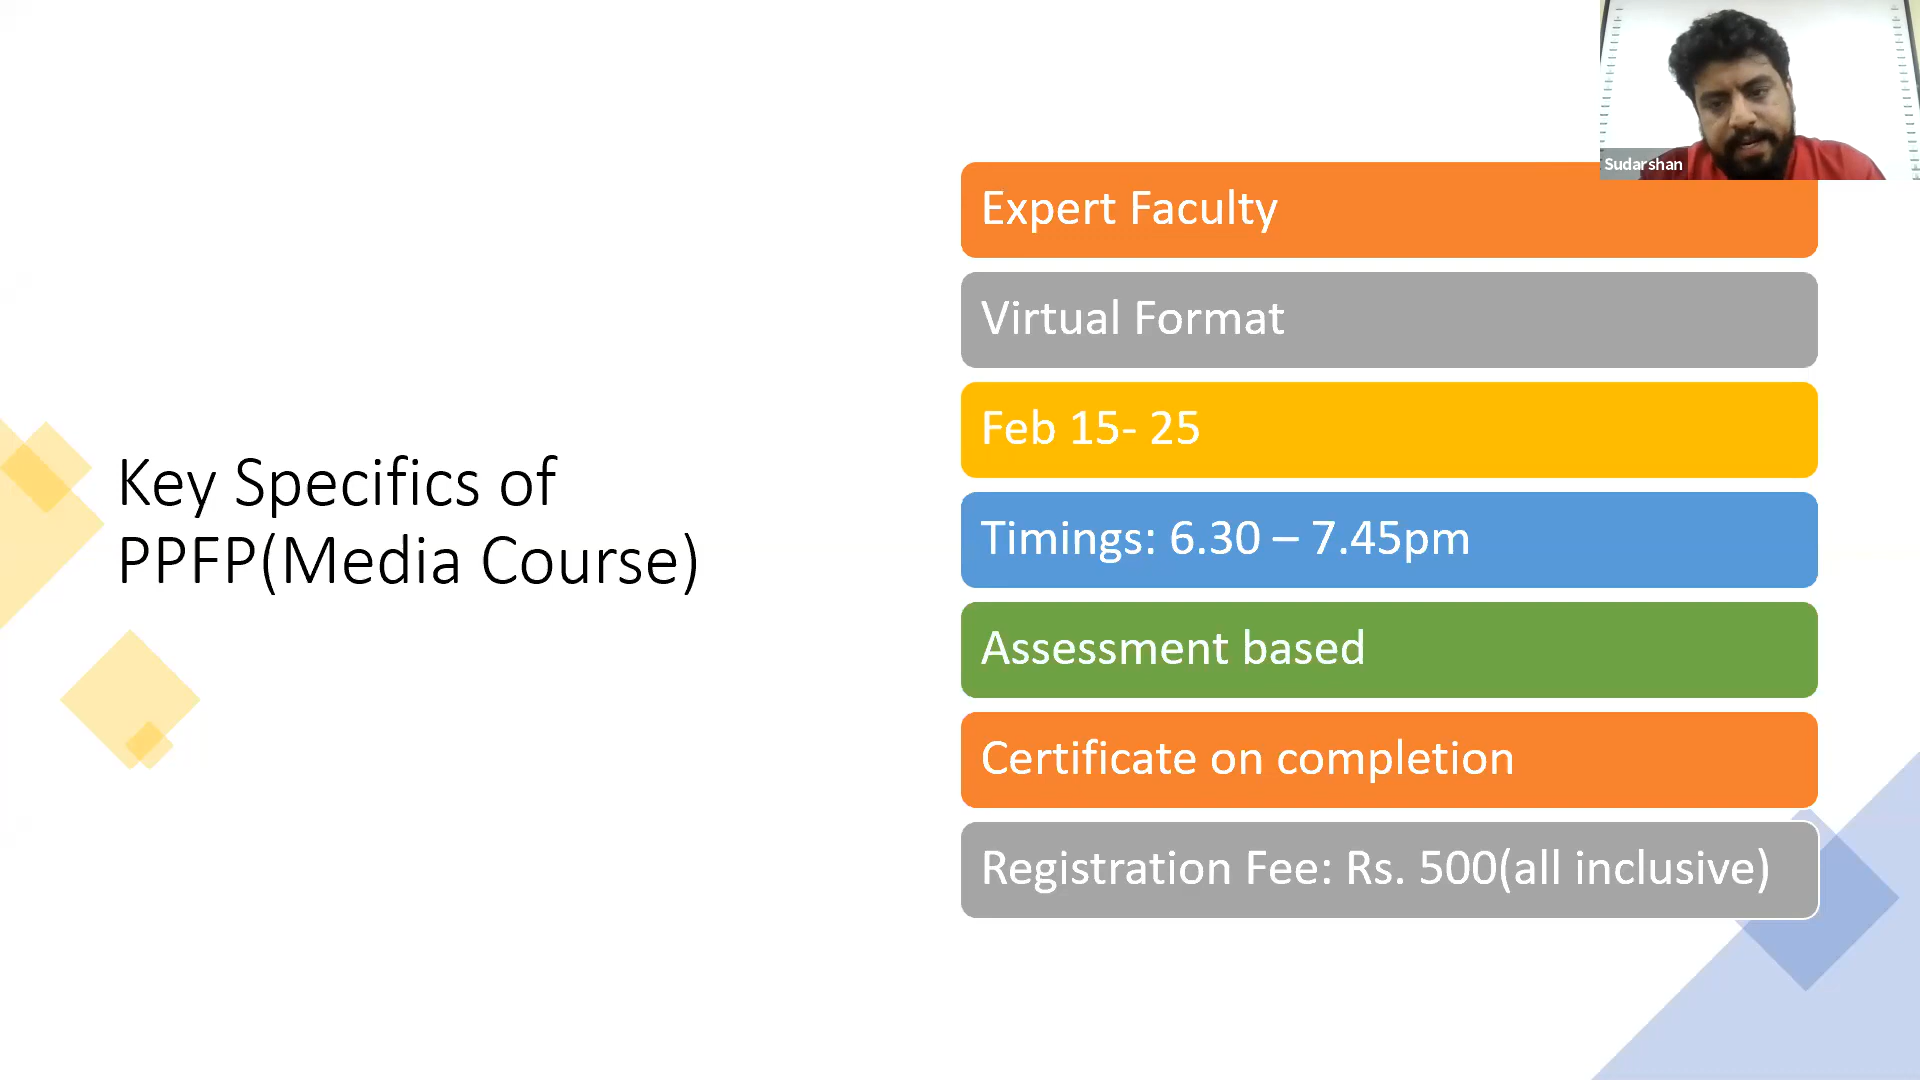 Key Specifics of
PPFP(Media Course)
Sudarshan
Expert Faculty
Virtual Format
Feb 15- 25
Timings: 6.30 – 7.45pm
Assessment based
Certificate on completion
Registration Fee: Rs. 500(all inclusive)